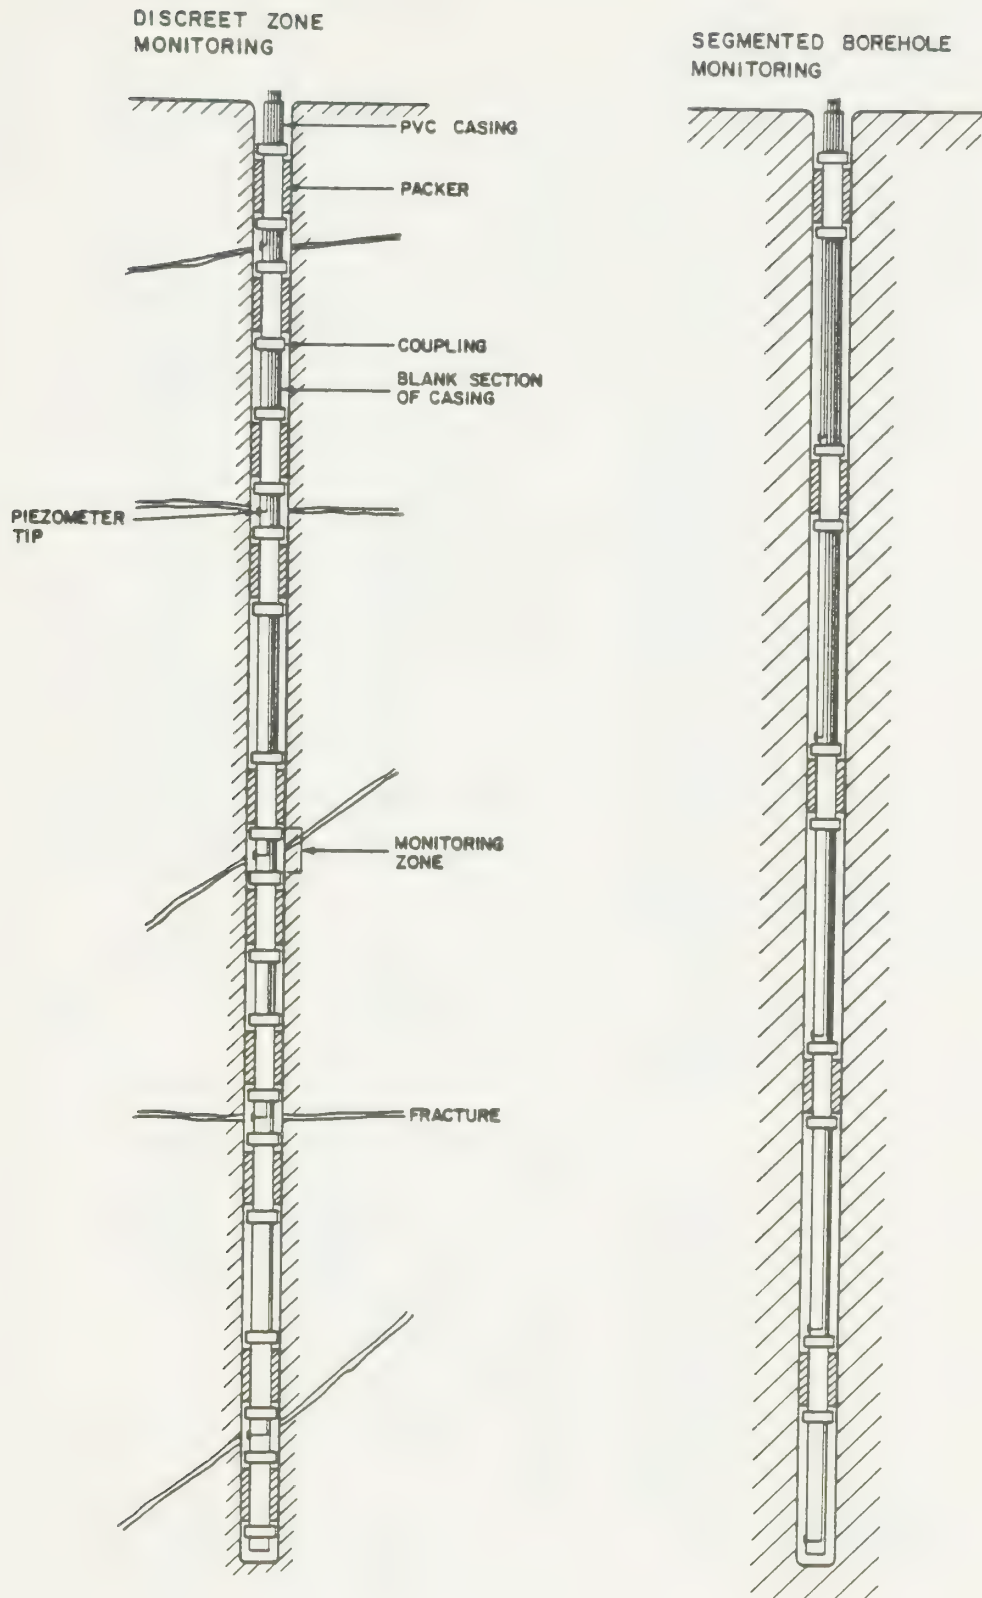 DISCREET ZONE
MONITORING
SEGMENTED BOREHOLE
MONITORING
PVC CASING
PACKER
COUPLING
BLANK SECTION
OF CASING
PIEZOMETER
TIP
MONITORING
ZONE
FRACTURE